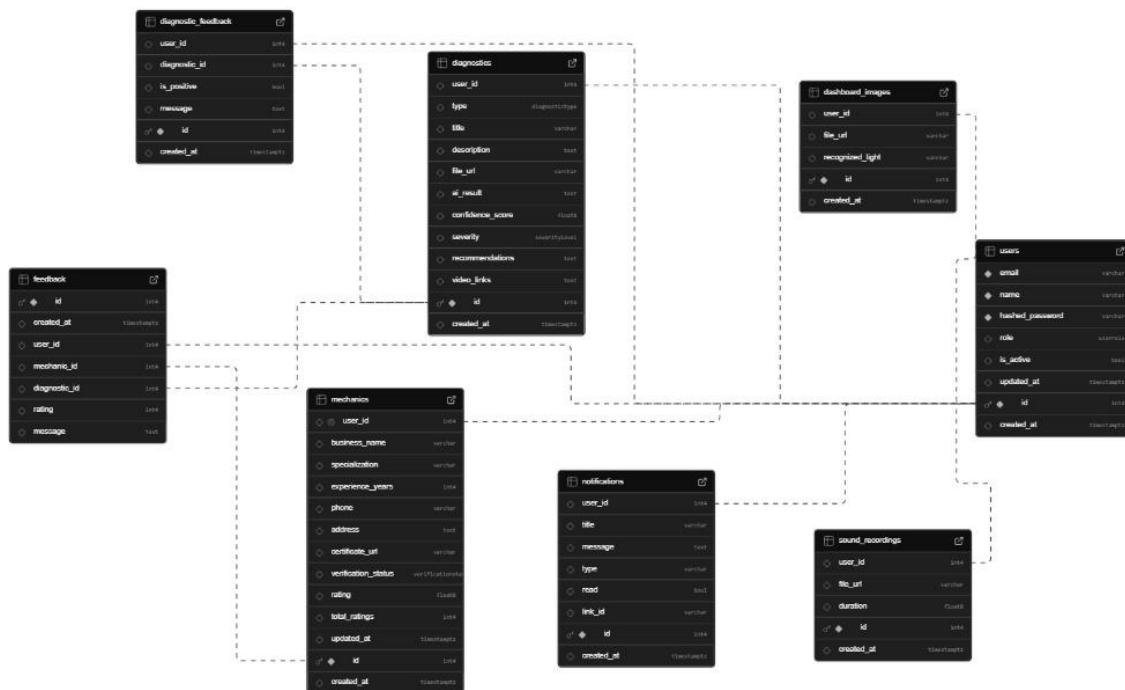 diagnostic_feedback
user_id int4
diagnostic_id int4
is_positive bool
message text
id int4
created_at timestamptz
diagnostics
user_id int4
type diagnostictype
title varchar
description text
file_url varchar
ai_result text
confidence_score float8
severity severitylevel
recommendations text
video_links text
id int4
created_at timestamptz
dashboard_images
user_id int4
file_url varchar
recognized_light varchar
id int4
created_at timestamptz
users
email varchar
name varchar
hashed_password varchar
role userrole
is_active bool
updated_at timestamptz
id int4
created_at timestamptz
feedback
id int4
created_at timestamptz
user_id int4
mechanic_id int4
diagnostic_id int4
rating int4
message text
mechanics
user_id int4
business_name varchar
specialization varchar
experience_years int4
phone varchar
address text
certificate_url varchar
verification_status
rating float8
total_ratings int4
updated_at timestamptz
id int4
created_at timestamptz
notifications
user_id int4
title varchar
message text
type varchar
read bool
link_id varchar
id int4
created_at timestamptz
sound_recordings
user_id int4
file_url varchar
duration float8
id int4
created_at timestamptz